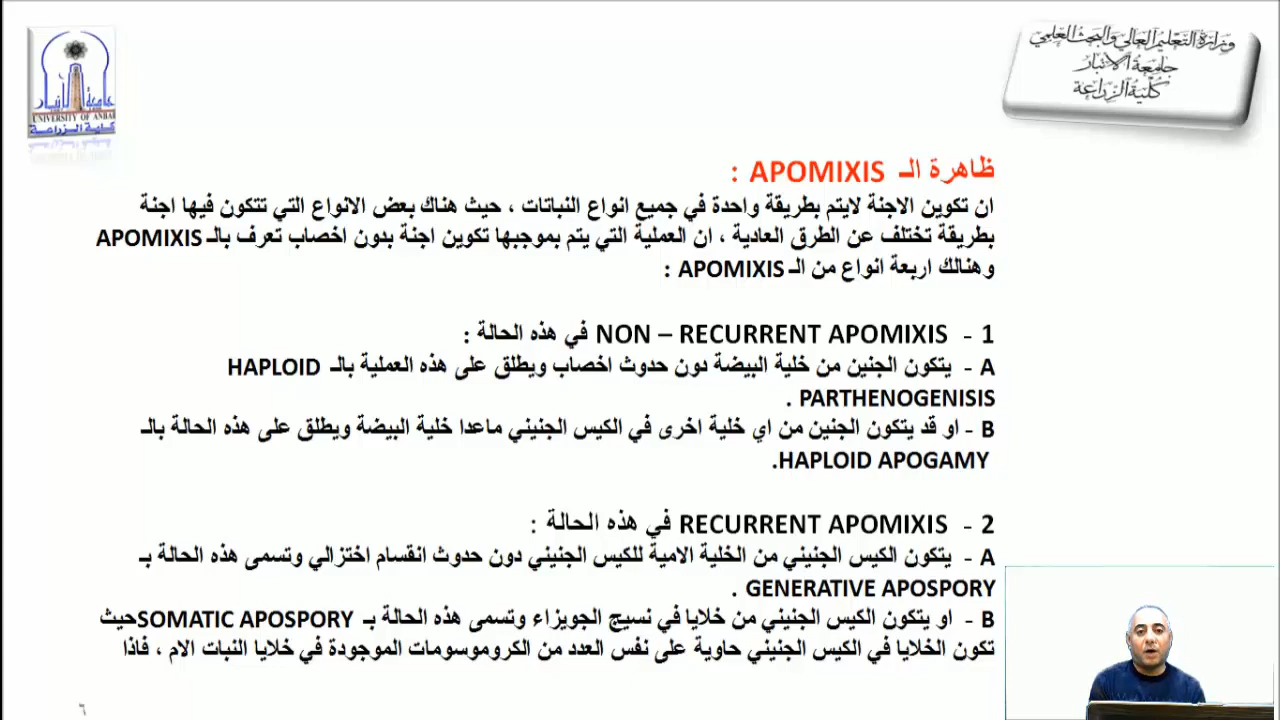 وزارة التعليم العالي والبحث العلمي
جامعة الانبار
كلية الزراعة
جامعة الأنبار
UNIVERSITY OF ANBAR
كلية الزراعة
ظاهرة الـ APOMIXIS :
ان تكوين الاجنة لايتم بطريقة واحدة في جميع انواع النباتات ، حيث هناك بعض الانواع التي تتكون فيها اجنة
بطريقة تختلف عن الطرق العادية ، ان العملية التي يتم بموجبها تكوين اجنة بدون اخصاب تعرف بالـ APOMIXIS
وهنالك اربعة انواع من الـ APOMIXIS :
1 - NON – RECURRENT APOMIXIS في هذه الحالة :
A - يتكون الجنين من خلية البيضة دون حدوث اخصاب ويطلق على هذه العملية بالـ HAPLOID
PARTHENOGENISIS .
B - او قد يتكون الجنين من اي خلية اخرى في الكيس الجنيني ماعدا خلية البيضة ويطلق على هذه الحالة بالـ
HAPLOID APOGAMY.
2 - RECURRENT APOMIXIS في هذه الحالة :
A - يتكون الكيس الجنيني من الخلية الامية للكيس الجنيني دون حدوث انقسام اختزالي وتسمى هذه الحالة بـ
GENERATIVE APOSPORY .
B - او يتكون الكيس الجنيني من خلايا في نسيج الجويزاء وتسمى هذه الحالة بـ SOMATIC APOSPORYحيث
تكون الخلايا في الكيس الجنيني حاوية على نفس العدد من الكروموسومات الموجودة في خلايا النبات الام ، فاذا
٦